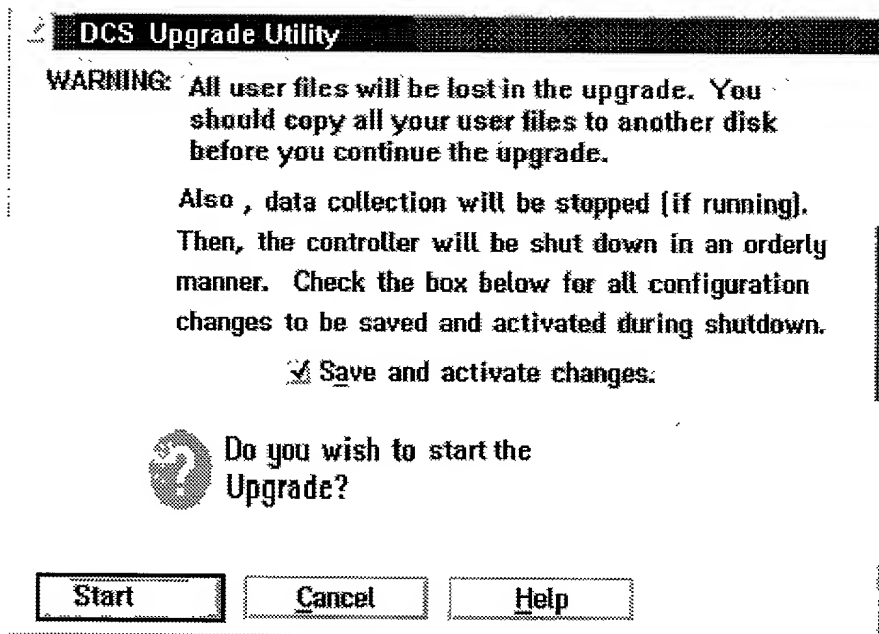 DCS Upgrade Utility
WARNING: All user files will be lost in the upgrade. You
should copy all your user files to another disk
before you continue the upgrade.
Also , data collection will be stopped (if running).
Then, the controller will be shut down in an orderly
manner. Check the box below for all configuration
changes to be saved and activated during shutdown.
Save and activate changes.
Do you wish to start the
Upgrade?
Start
Cancel
Help